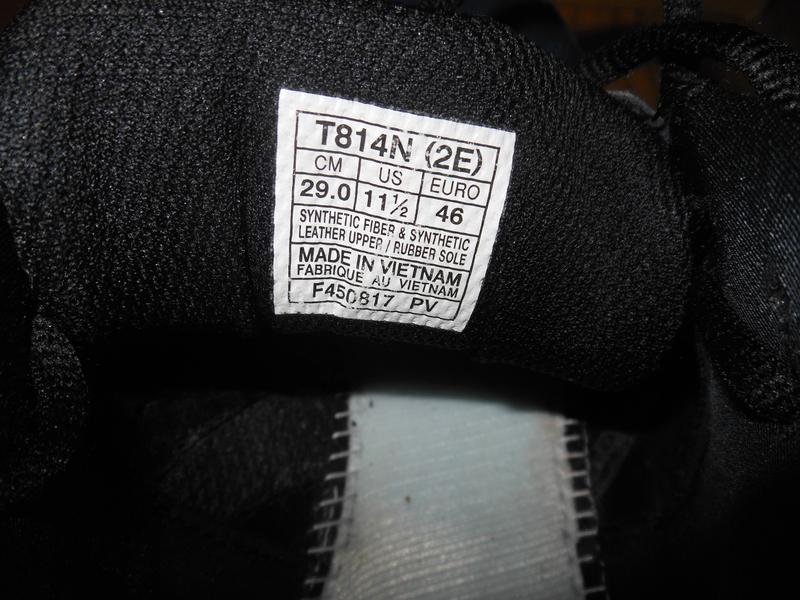 T814N (2E)
CM US EURO
29.0 11½ 46
SYNTHETIC FIBER & SYNTHETIC
LEATHER UPPER / RUBBER SOLE
MADE IN VIETNAM
FABRIQUE AU VIETNAM
F450817 PV